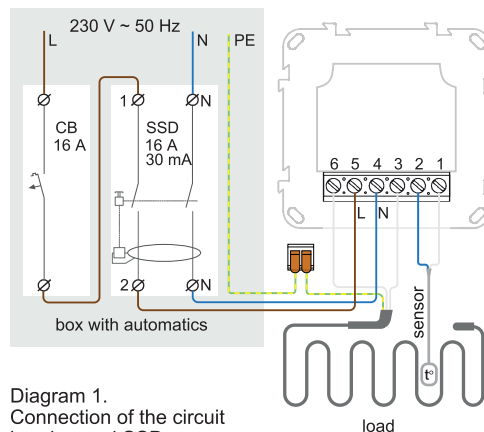 230 V ~ 50 Hz
L
N
PE
1
N
CB
16 A
SSD
16 A
30 mA
2
N
box with automatics
6 5 4 3 2 1
L N
sensor
t°
load
Diagram 1.
Connection of the circuit